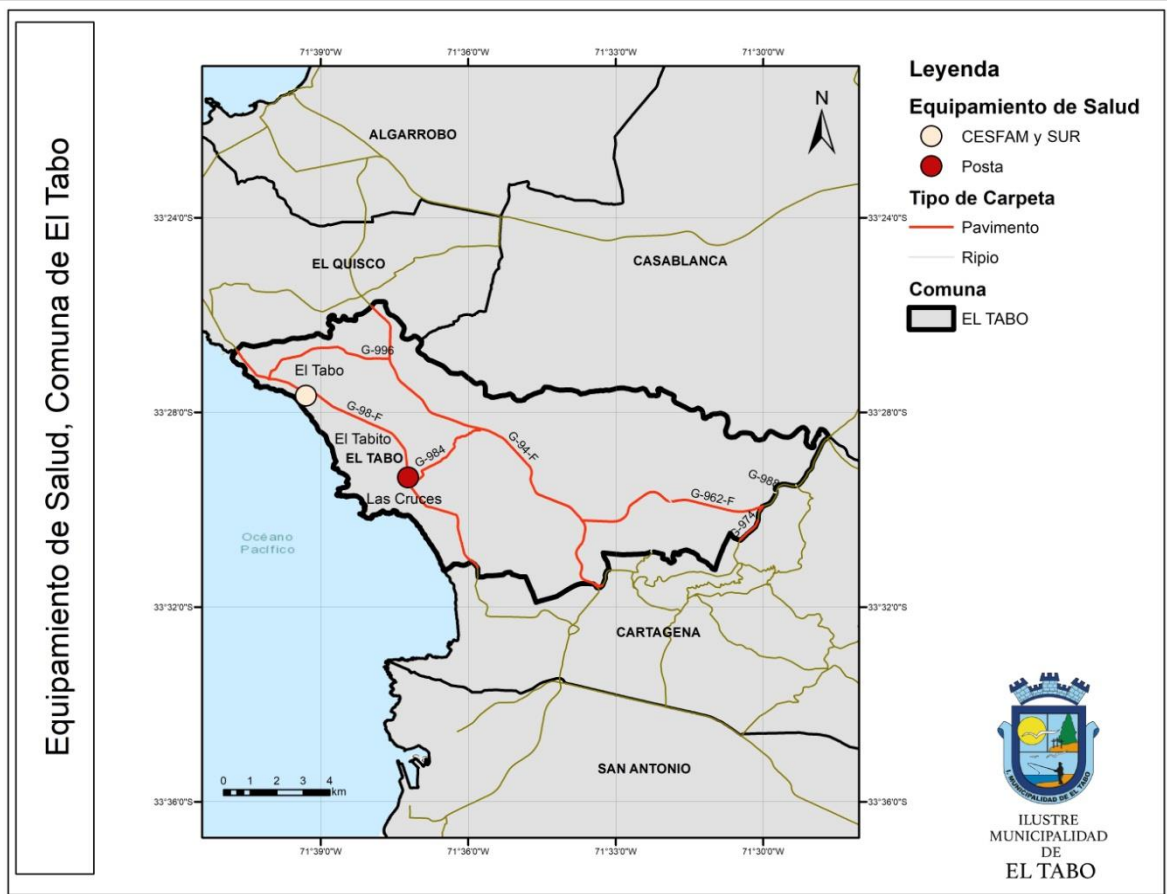 Equipamiento de Salud, Comuna de El Tabo
71°39'0"W
71°36'0"W
71°33'0"W
71°30'0"W
N
ALGARROBO
33°24'0"S
33°24'0"S
EL QUISCO
CASABLANCA
G-996
El Tabo
33°28'0"S
33°28'0"S
G-98-F
El Tabito
EL TABO
G-984
G-94-F
Las Cruces
G-962-F
G-988
G-974
Océano
Pacífico
33°32'0"S
33°32'0"S
CARTAGENA
SAN ANTONIO
0 1 2 3 4
km
33°36'0"S
33°36'0"S
71°39'0"W
71°36'0"W
71°33'0"W
71°30'0"W
Leyenda
Equipamiento de Salud
CESFAM y SUR
Posta
Tipo de Carpeta
Pavimento
Ripio
Comuna
EL TABO
I. MUNICIPALIDAD DE EL TABO
ILUSTRE
MUNICIPALIDAD
DE
EL TABO